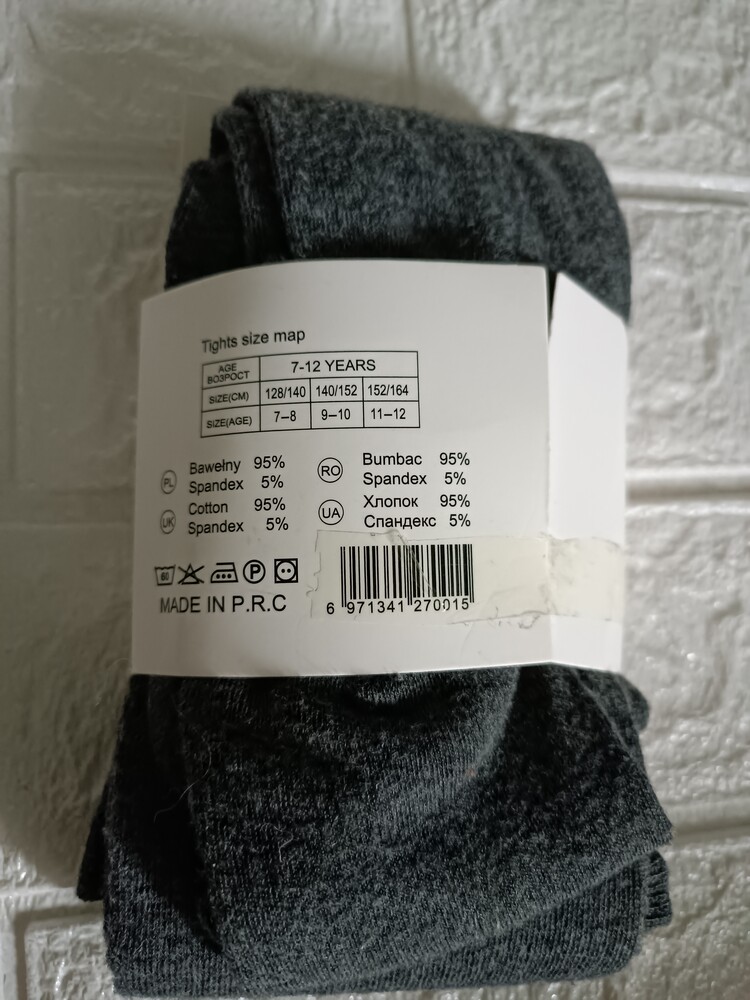 Tights size map
AGE 7-12 YEARS
ВОЗРОСТ
SIZE(CM) 128/140 140/152 152/164
SIZE(AGE) 7–8 9–10 11–12
PL Bawełny 95%
Spandex 5%
RO Bumbac 95%
Spandex 5%
UK Cotton 95%
Spandex 5%
UA Хлопок 95%
Спандекс 5%
P
MADE IN P.R.C
6 971341 270015